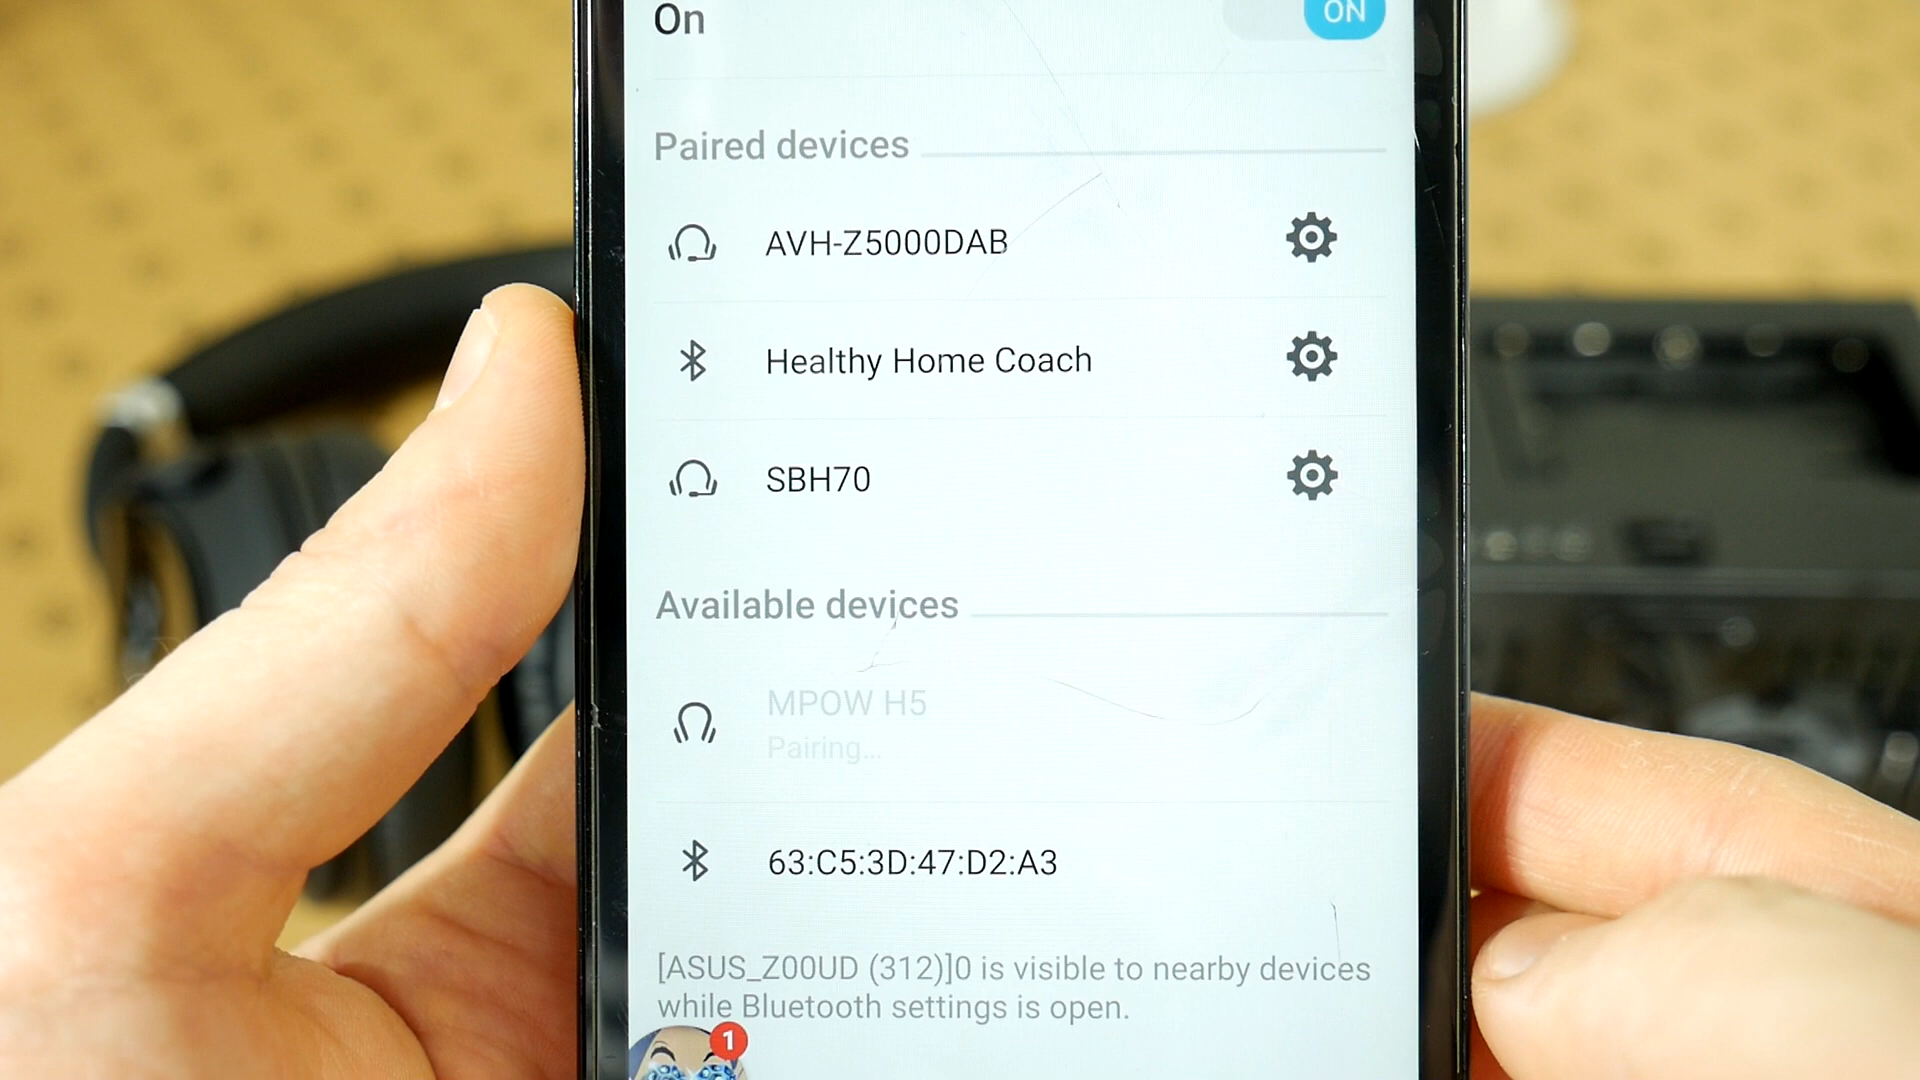 On
ON
Paired devices
AVH-Z5000DAB
Healthy Home Coach
SBH70
Available devices
MPOW H5
Pairing...
63:C5:3D:47:D2:A3
[ASUS_Z00UD (312)]0 is visible to nearby devices
while Bluetooth settings is open.
1